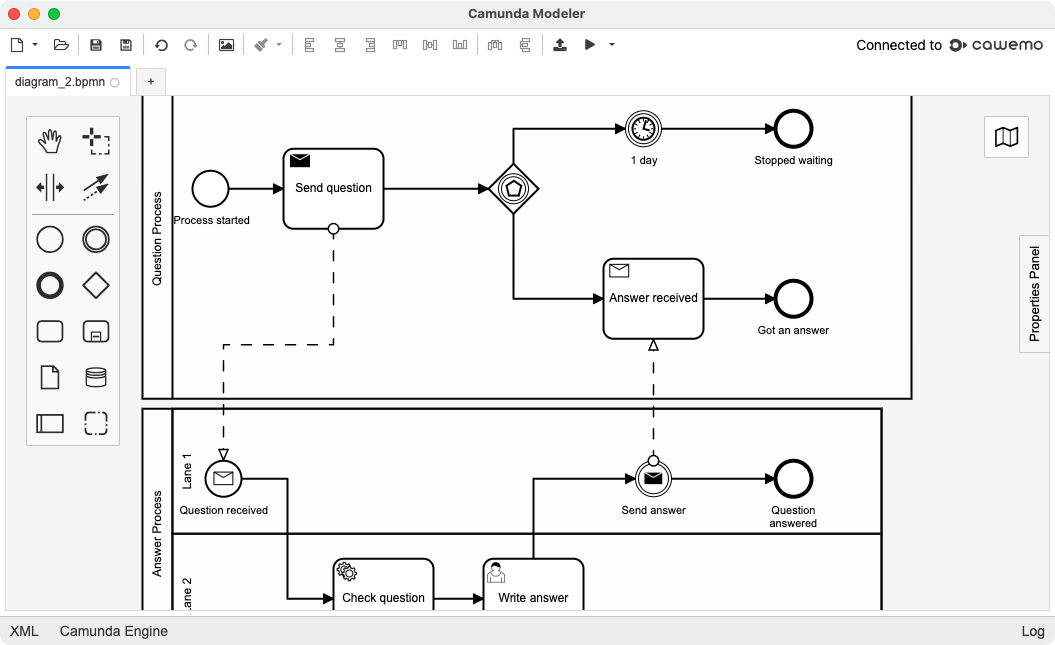 Camunda Modeler
Connected to cawemo
diagram_2.bpmn
+
Question Process
Process started
Send question
1 day
Stopped waiting
Answer received
Got an answer
Properties Panel
Answer Process
Lane 1
Question received
Send answer
Question
answered
Check question
Write answer
XML Camunda Engine Log